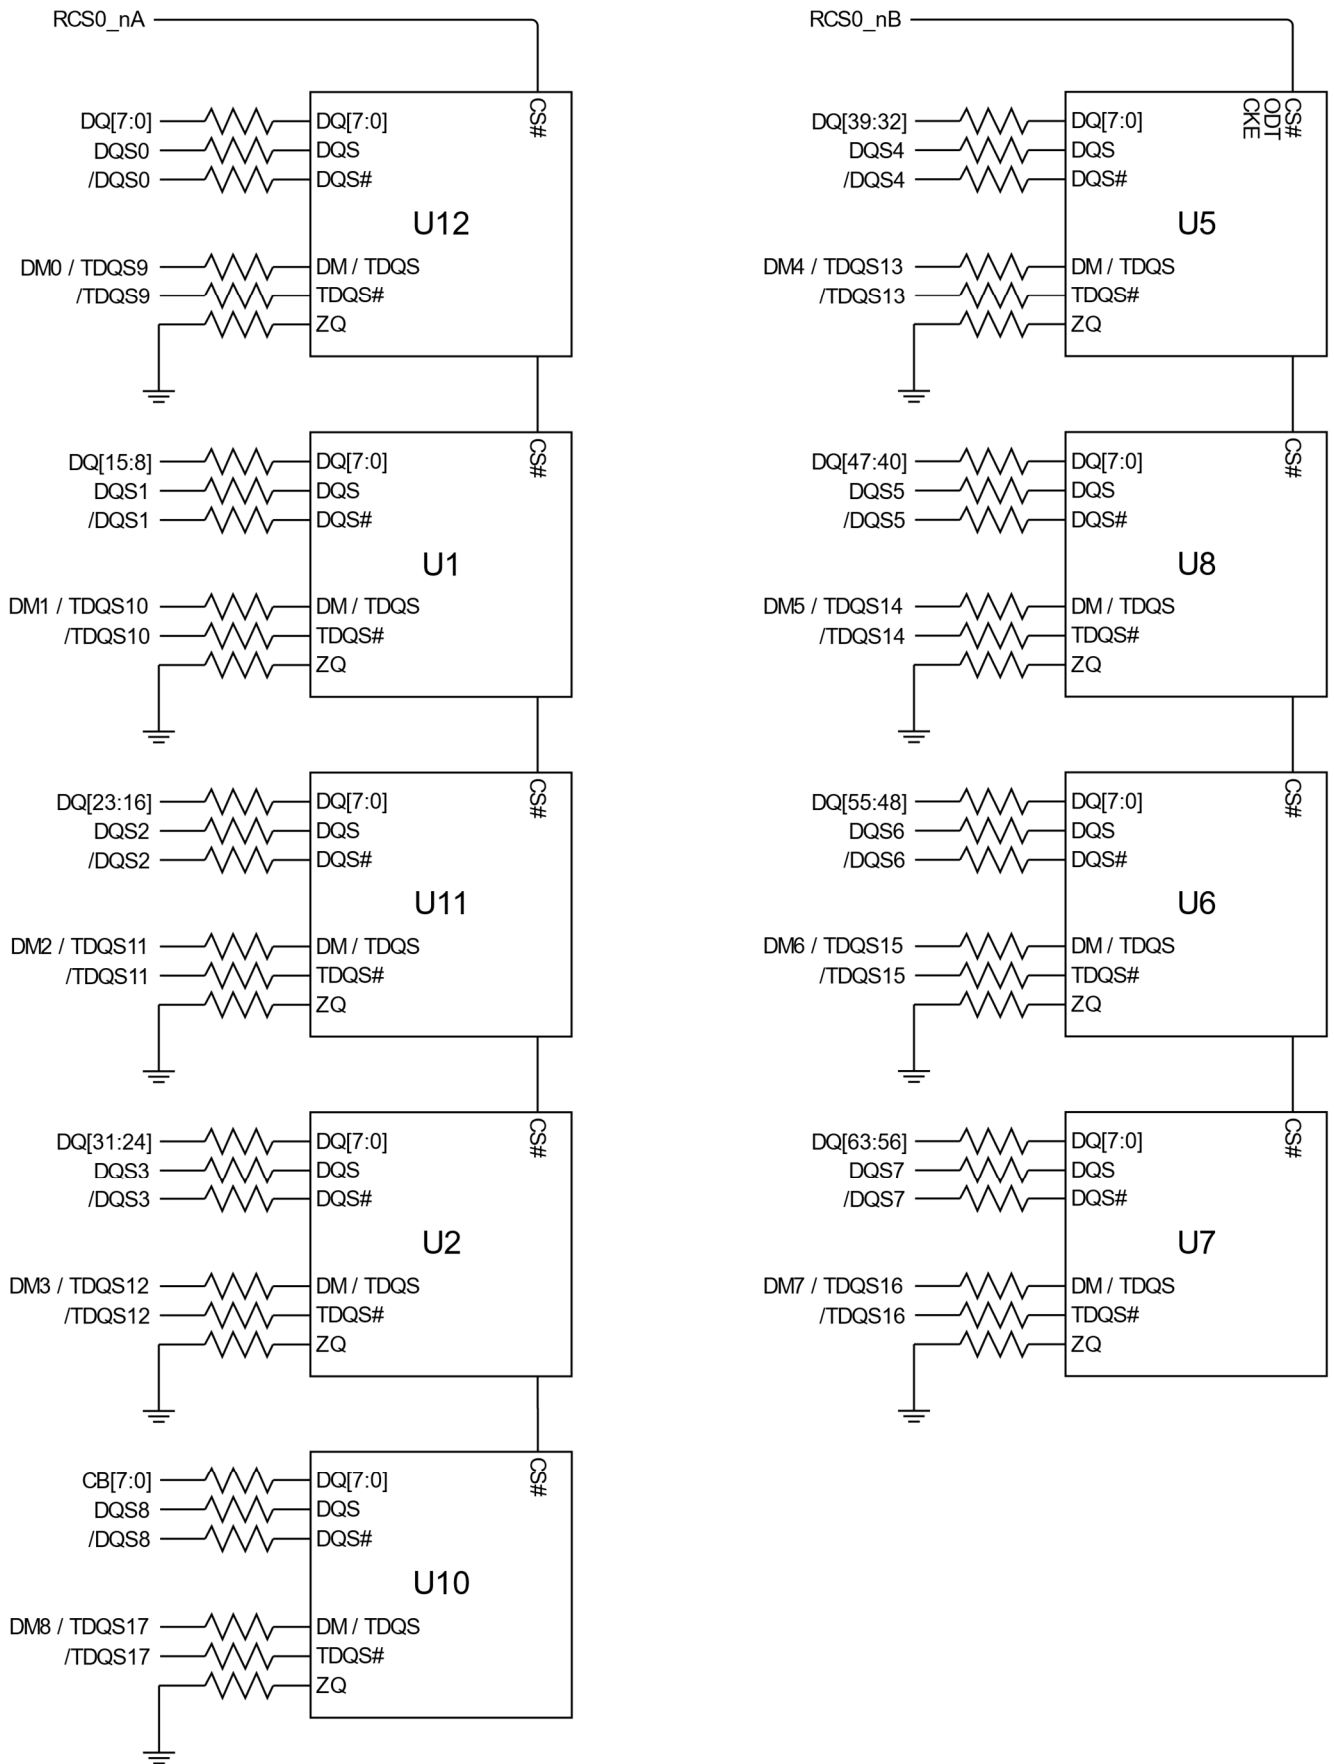 RCS0_nA
CS#
DQ[7:0] DQ[7:0]
DQS0 DQS
/DQS0 DQS#
U12
DM0 / TDQS9 DM / TDQS
/TDQS9 TDQS#
ZQ
CS#
DQ[15:8] DQ[7:0]
DQS1 DQS
/DQS1 DQS#
U1
DM1 / TDQS10 DM / TDQS
/TDQS10 TDQS#
ZQ
CS#
DQ[23:16] DQ[7:0]
DQS2 DQS
/DQS2 DQS#
U11
DM2 / TDQS11 DM / TDQS
/TDQS11 TDQS#
ZQ
CS#
DQ[31:24] DQ[7:0]
DQS3 DQS
/DQS3 DQS#
U2
DM3 / TDQS12 DM / TDQS
/TDQS12 TDQS#
ZQ
CS#
CB[7:0] DQ[7:0]
DQS8 DQS
/DQS8 DQS#
U10
DM8 / TDQS17 DM / TDQS
/TDQS17 TDQS#
ZQ
RCS0_nB
CS#
ODT
CKE
DQ[39:32] DQ[7:0]
DQS4 DQS
/DQS4 DQS#
U5
DM4 / TDQS13 DM / TDQS
/TDQS13 TDQS#
ZQ
CS#
DQ[47:40] DQ[7:0]
DQS5 DQS
/DQS5 DQS#
U8
DM5 / TDQS14 DM / TDQS
/TDQS14 TDQS#
ZQ
CS#
DQ[55:48] DQ[7:0]
DQS6 DQS
/DQS6 DQS#
U6
DM6 / TDQS15 DM / TDQS
/TDQS15 TDQS#
ZQ
CS#
DQ[63:56] DQ[7:0]
DQS7 DQS
/DQS7 DQS#
U7
DM7 / TDQS16 DM / TDQS
/TDQS16 TDQS#
ZQ